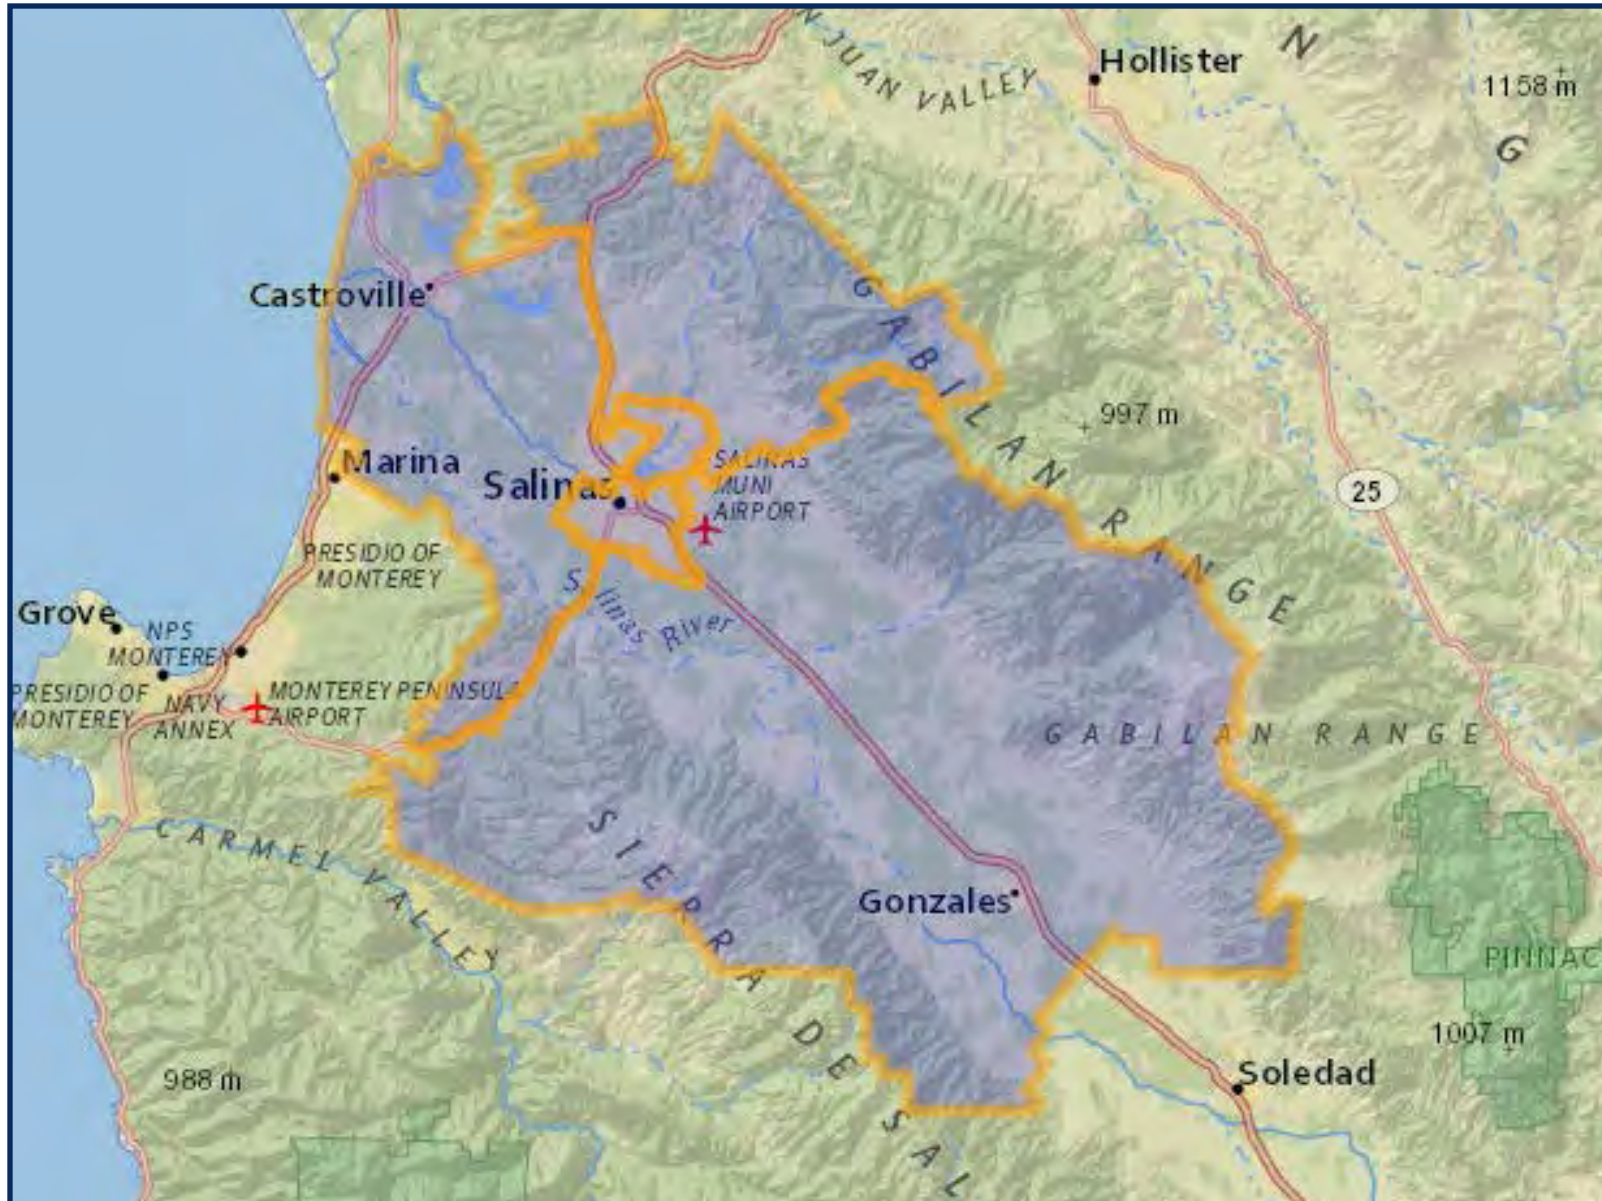 N JUAN VALLEY
Hollister
N
1158 m
G
Castroville
GABILAN RANGE
997 m
Marina
Salinas
SALINAS
MUNI
AIRPORT
25
PRESIDIO OF
MONTEREY
Salinas River
Grove
NPS
MONTEREY
PRESIDIO OF
MONTEREY
NAVY
ANNEX
MONTEREY PENINSULA
AIRPORT
GABILAN RANGE
CARMEL VALLEY
SIERRA DE SAL
Gonzales
PINNAC
1007 m
988 m
Soledad